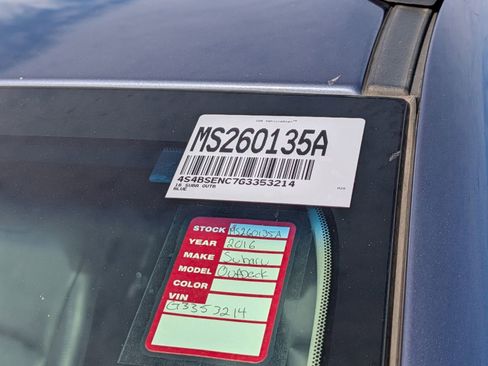 MS260135A
4S4BSENC7G3353214
16 SUBA OUTB
BLUE
STOCK MS260135A
YEAR 2016
MAKE Subaru
MODEL Outback
COLOR
VIN
G3353214